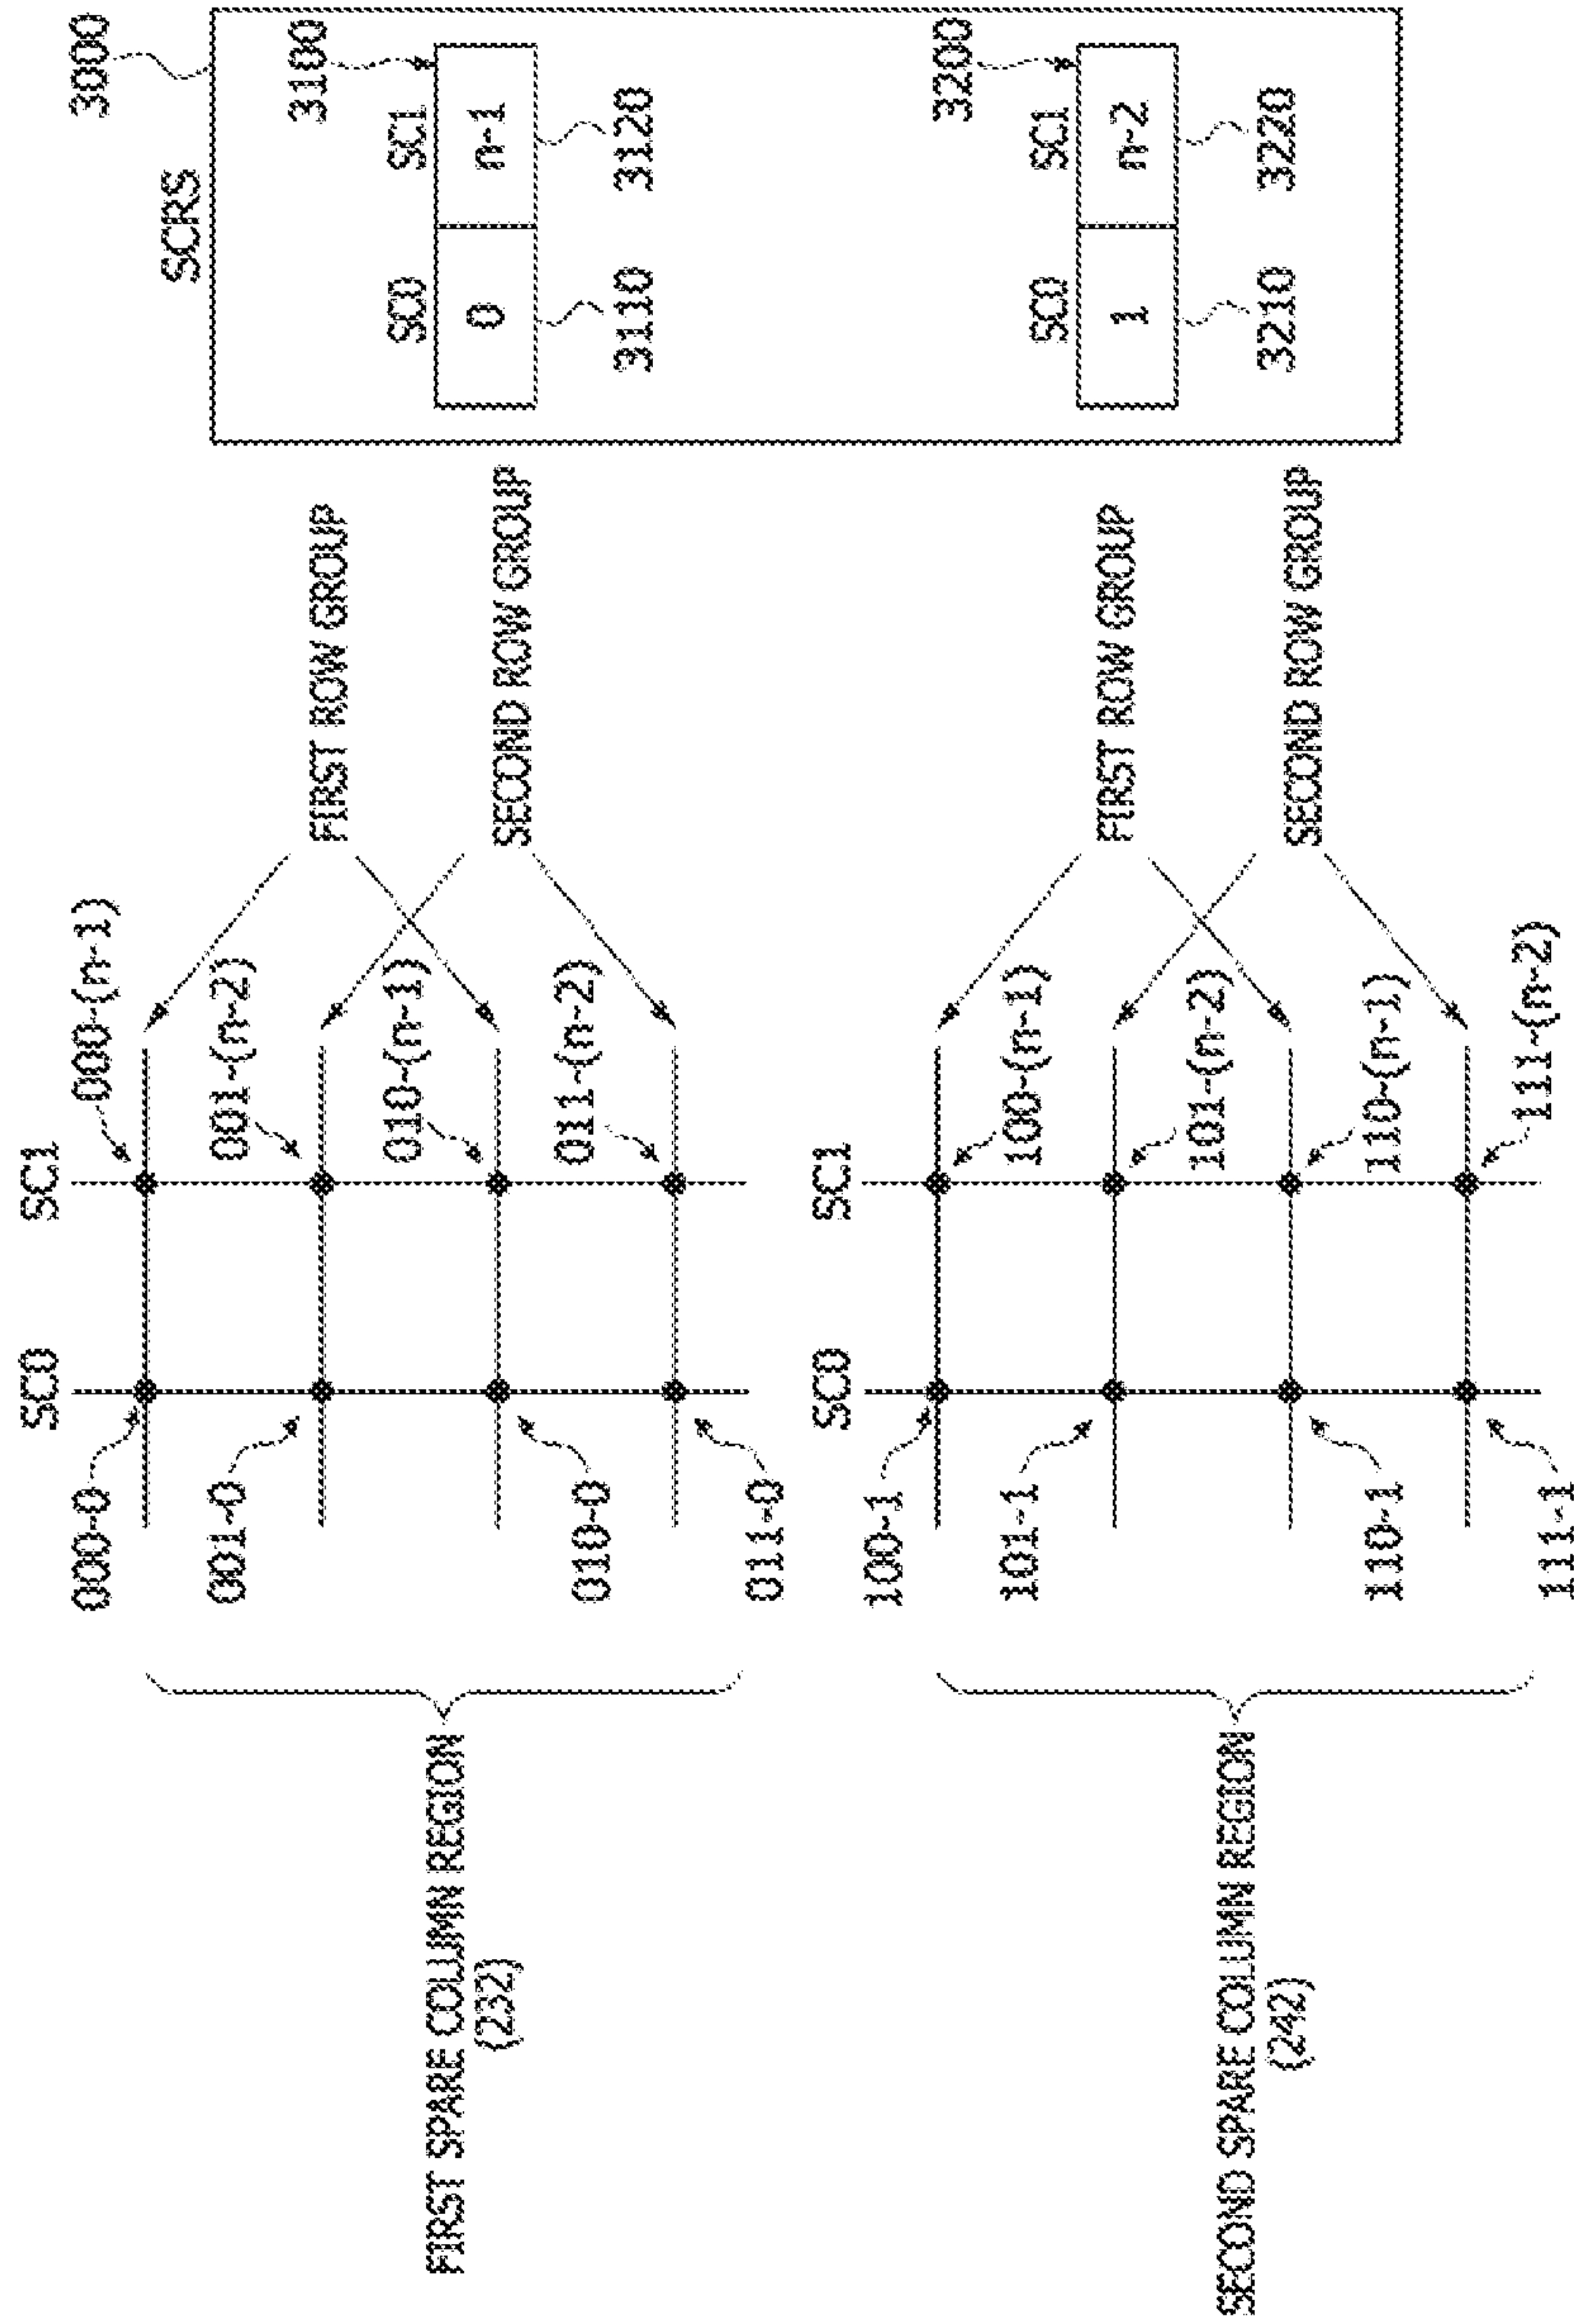 FIRST SPARE COLUMN REGION
(232)
SC0
SC1
000-0
000-(n-1)
001-0
001-(n-2)
010-0
010-(n-1)
011-0
011-(n-2)
FIRST ROW GROUP
SECOND ROW GROUP
SECOND SPARE COLUMN REGION
(242)
SC0
SC1
100-1
100-(n-1)
101-1
101-(n-2)
110-1
110-(n-1)
111-1
111-(n-2)
FIRST ROW GROUP
SECOND ROW GROUP
SCRS
3000
SC0
SC1
3100
0
n-1
3110
3120
SC0
SC1
3200
1
n-2
3210
3220